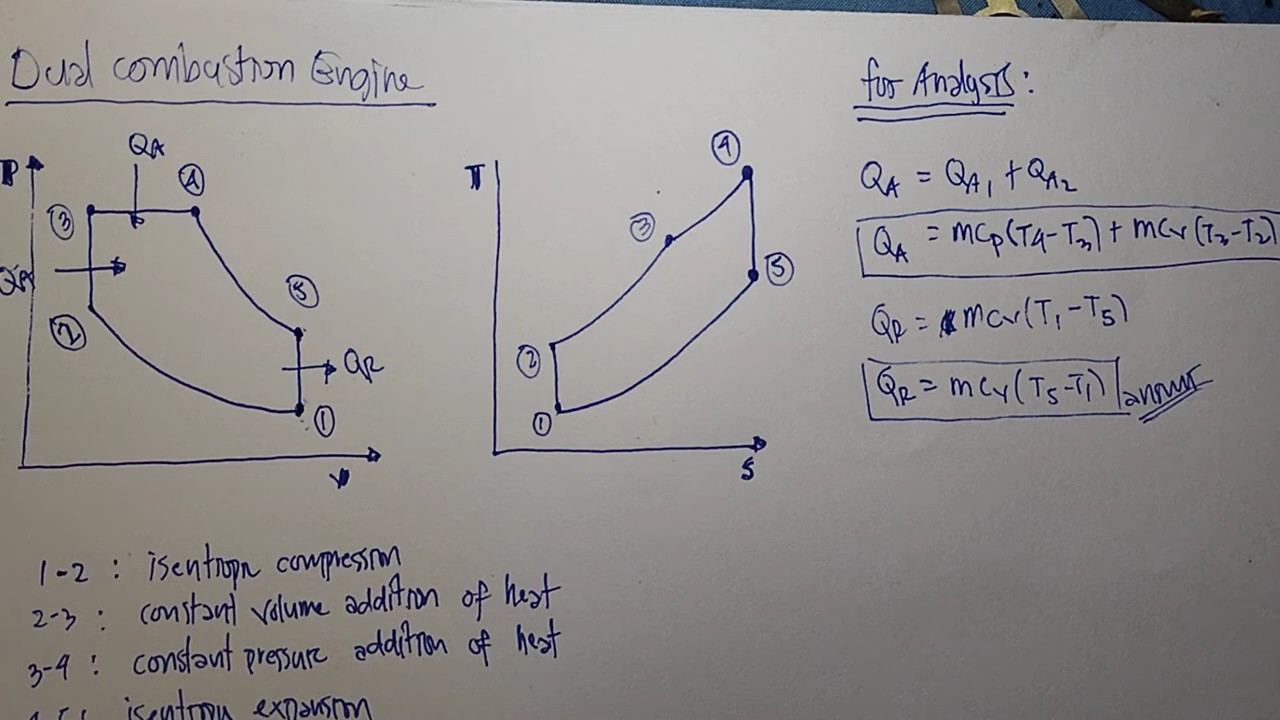 Dual combustion Engine
QA
P
4
3
QA
5
2
QR
1
V
T
4
3
5
2
1
S
for Analysis:
QA = QA1 + QA2
QA = mCp(T4-T3) + mCv(T3-T2)
QR = mCv(T1-T5)
QR = mCv(T5-T1) answer
1-2 : isentropic compression
2-3 : constant volume addition of heat
3-4 : constant pressure addition of heat
4-5 : isentropic expansion